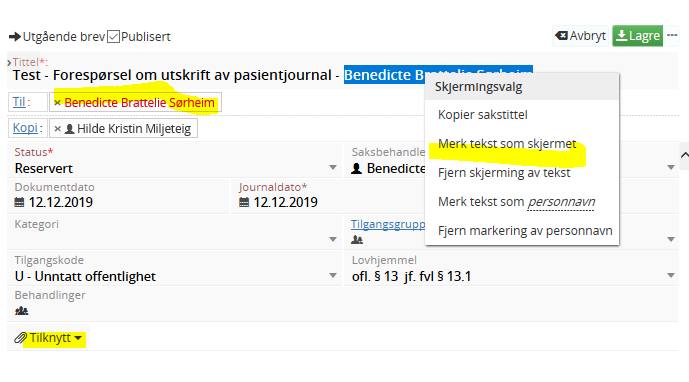 Utgående brev Publisert Avbryt Lagre ...
Tittel*:
Test - Forespørsel om utskrift av pasientjournal - Benedicte Brattelie Sørheim
Skjermingsvalg
Til: × Benedicte Brattelie Sørheim
Kopier sakstittel
Kopi: × Hilde Kristin Miljeteig
Merk tekst som skjermet
Status* Saksbehandle
Reservert Benedicte
Fjern skjerming av tekst
Dokumentdato Journaldato*
12.12.2019 12.12.2019
Merk tekst som personnavn
Kategori Tilgangsgrupp
Fjern markering av personnavn
Tilgangskode Lovhjemmel
U - Unntatt offentlighet ofl. § 13 jf. fvl § 13.1
Behandlinger
Tilknytt